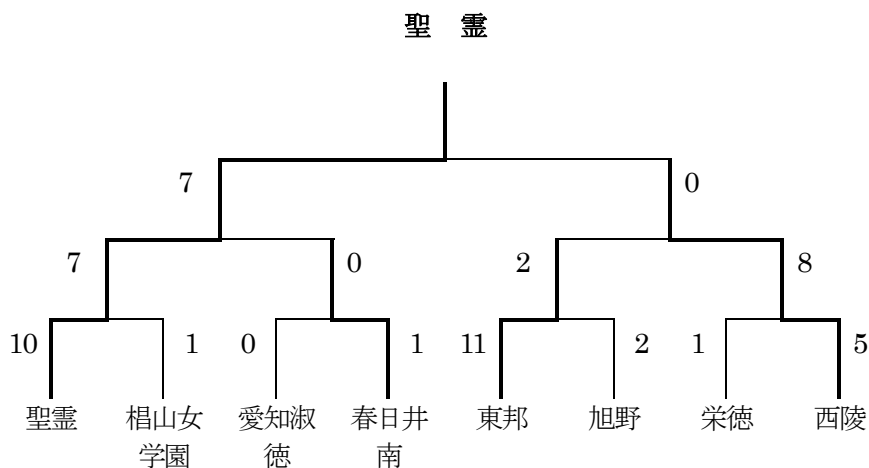 聖 霊
7 0
7 0 2 8
10 1 0 1 11 2 1 5
聖霊 椙山女 愛知淑 春日井 東邦 旭野 栄徳 西陵
学園 徳 南